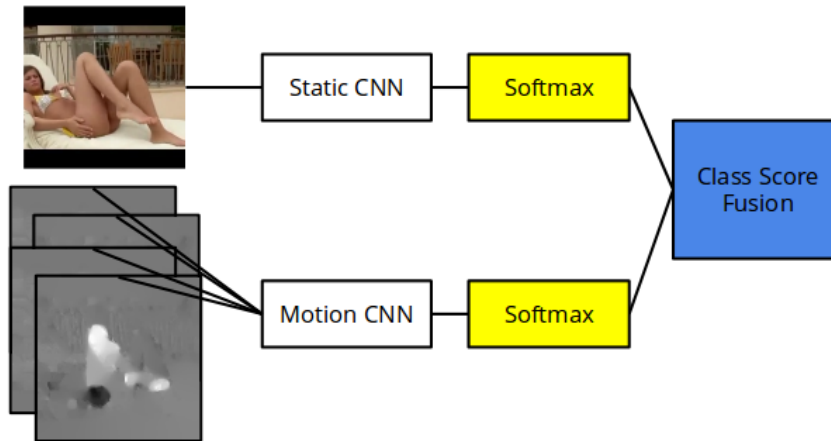 Static CNN
Softmax
Class Score
Fusion
Motion CNN
Softmax